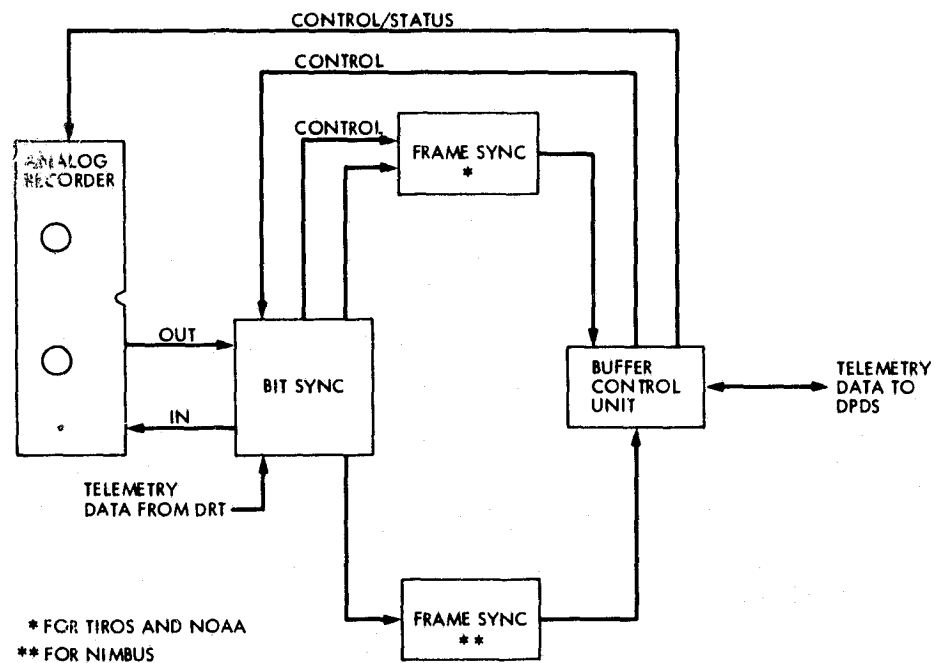 CONTROL/STATUS
CONTROL
CONTROL
FRAME SYNC
*
ANALOG
RECORDER
OUT
BIT SYNC
IN
BUFFER
CONTROL
UNIT
TELEMETRY
DATA TO
DPDS
TELEMETRY
DATA FROM DRT
FRAME SYNC
**
* FOR TIROS AND NOAA
** FOR NIMBUS